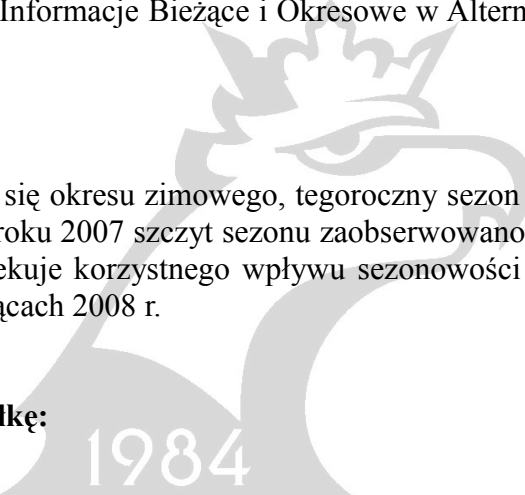 Informacje Bieżące i Okresowe w Altern
się okresu zimowego, tegoroczny sezon
roku 2007 szczyt sezonu zaobserwowano
ekuje korzystnego wpływu sezonowości
ącach 2008 r.
łkę:
1984